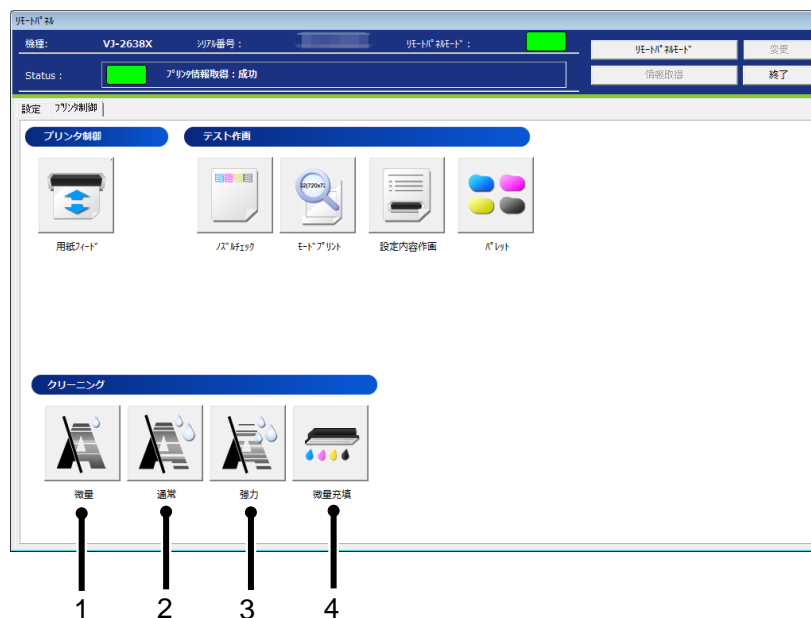 ﾘﾓｰﾄﾊﾟﾈﾙ
機種: VJ-2638X ｼﾘｱﾙ番号： ﾘﾓｰﾄﾊﾟﾈﾙﾓｰﾄﾞ：
ﾘﾓｰﾄﾊﾟﾈﾙﾓｰﾄﾞ 変更
Status： ﾌﾟﾘﾝﾀ情報取得：成功
情報取得 終了
設定 ﾌﾟﾘﾝﾀ制御
プリンタ制御 テスト作画
用紙ﾌｨｰﾄﾞ ﾉｽﾞﾙﾁｪｯｸ ﾓｰﾄﾞﾌﾟﾘﾝﾄ 設定内容作画 ﾊﾟﾚｯﾄ
クリーニング
微量 通常 強力 微量充填
1 2 3 4